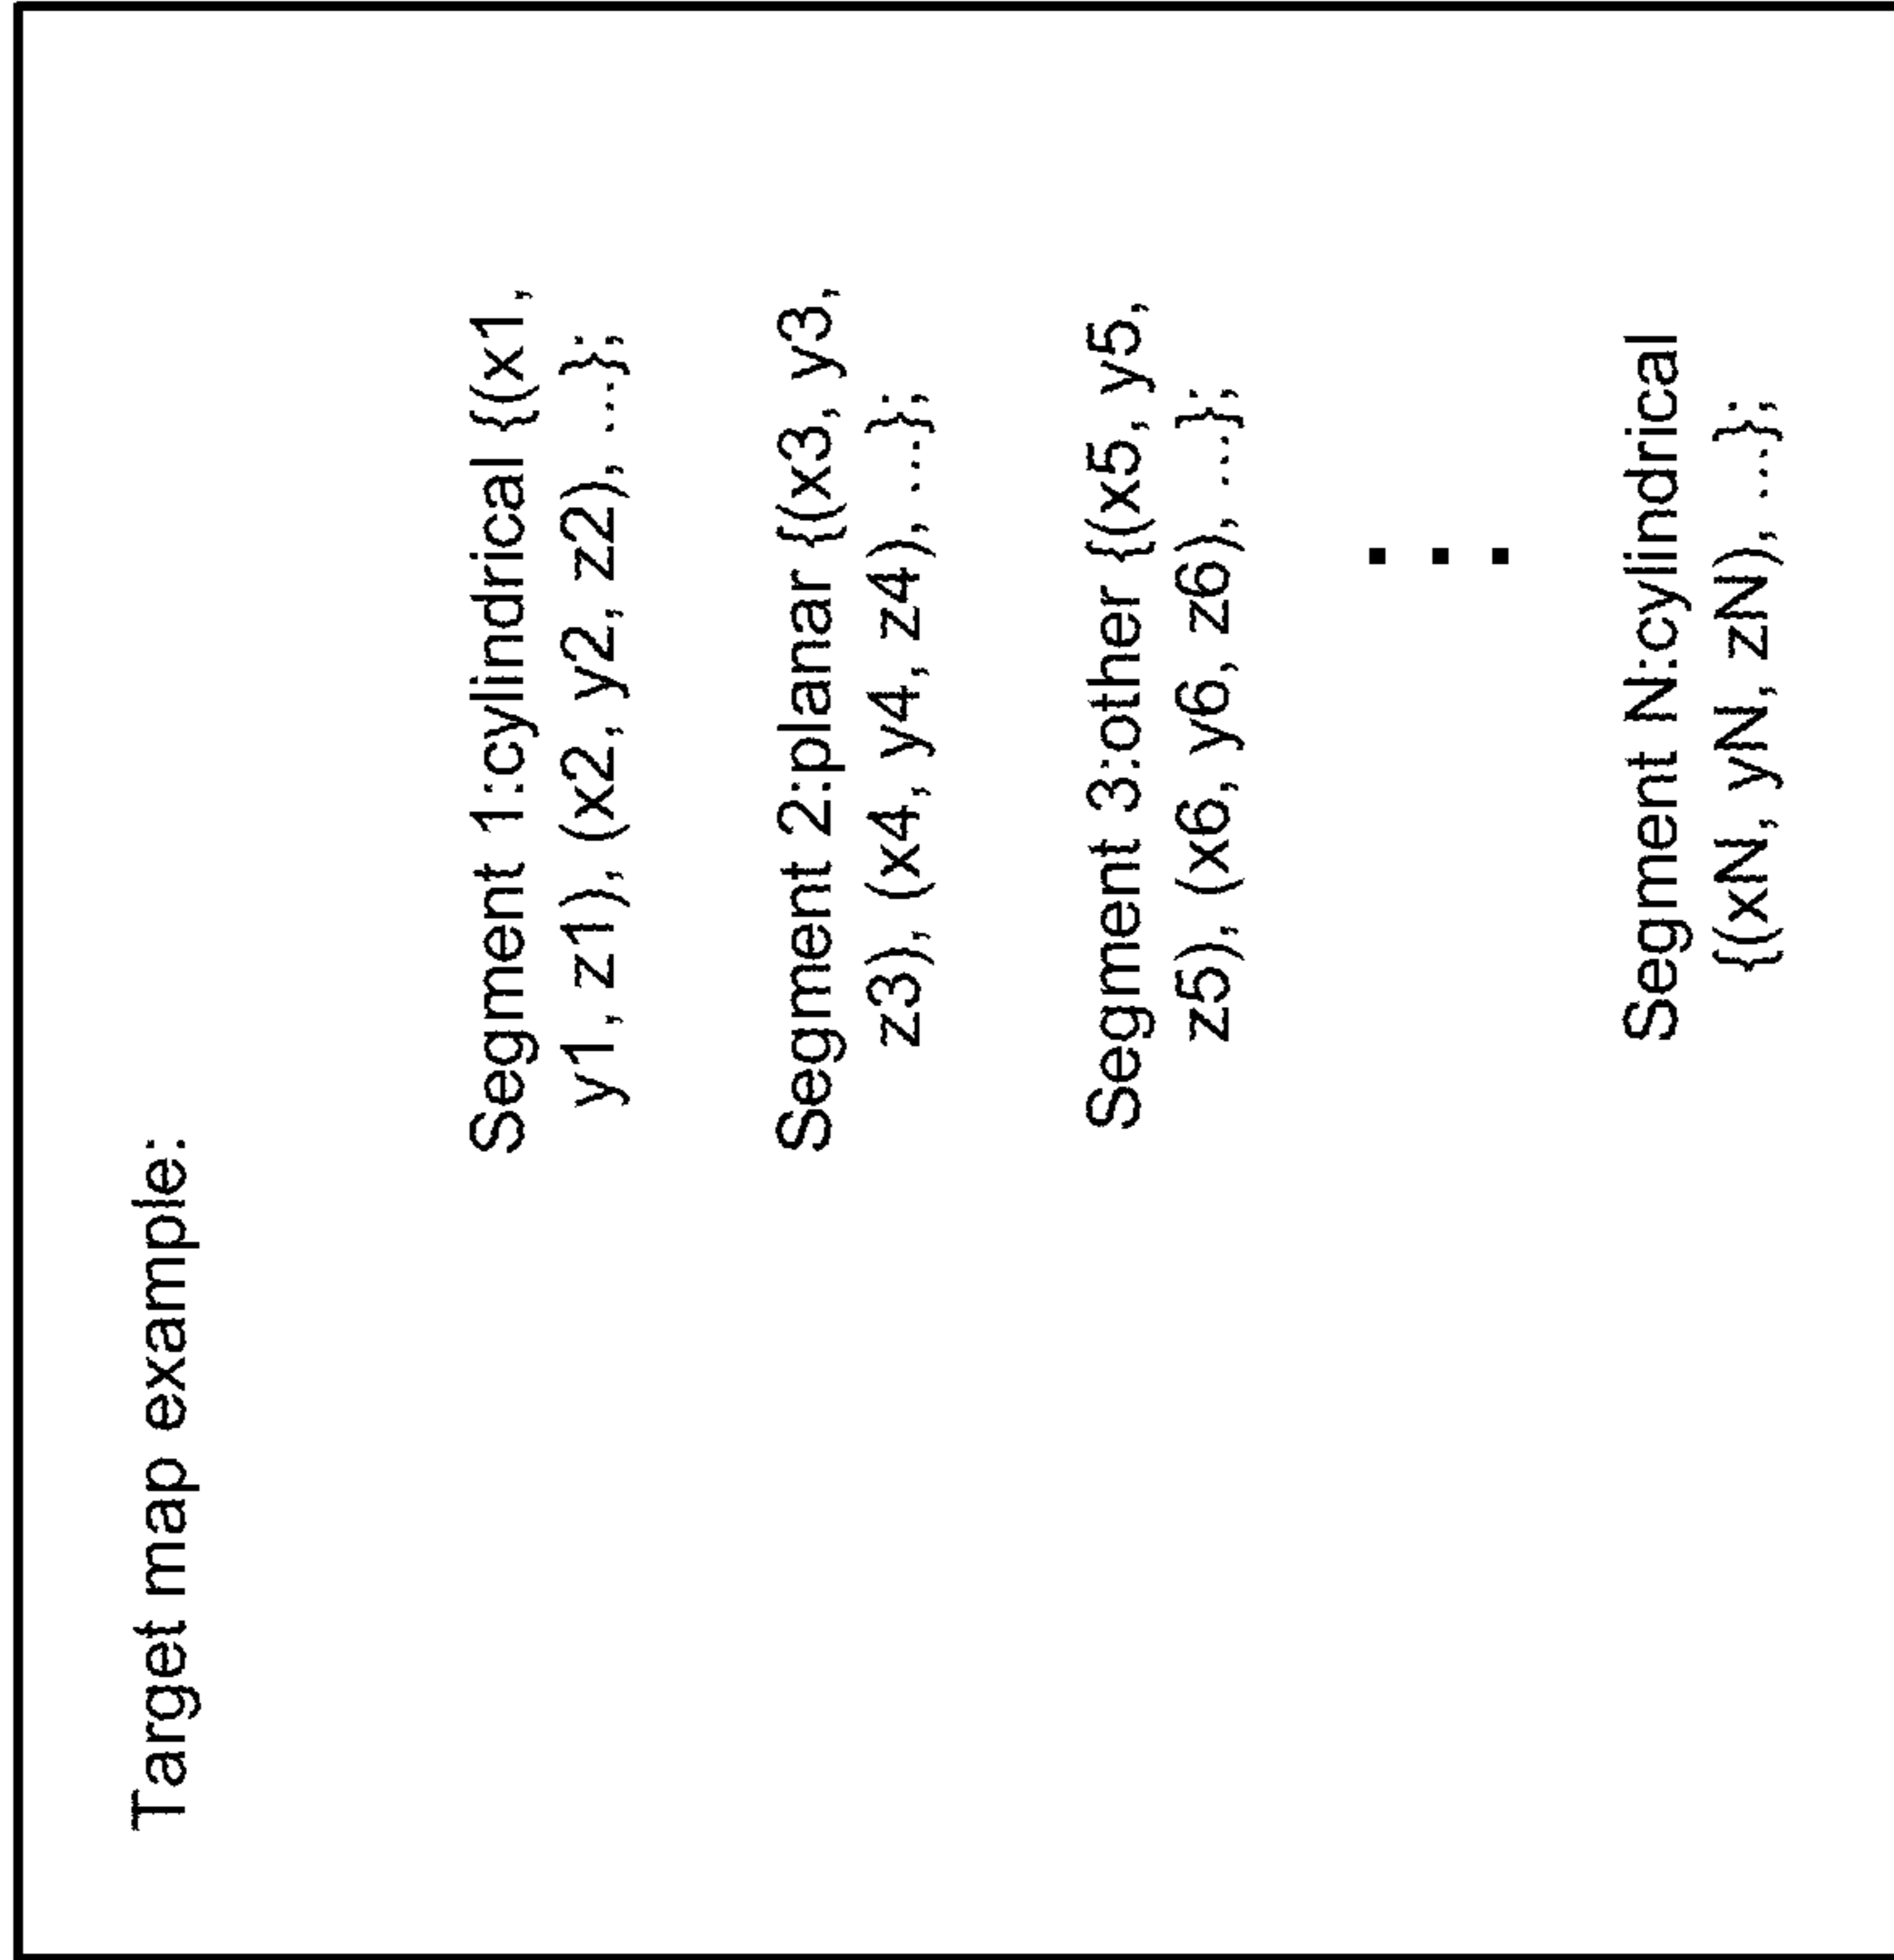 Target map example:
Segment 1:cylindrical {(x1,
y1, z1), (x2, y2, z2), ...};
Segment 2:planar {(x3, y3,
z3), (x4, y4, z4), ...};
Segment 3:other {(x5, y5,
z5), (x6, y6, z6), ...};
...
Segment N:cylindrical
{(xN, yN, zN), ...};